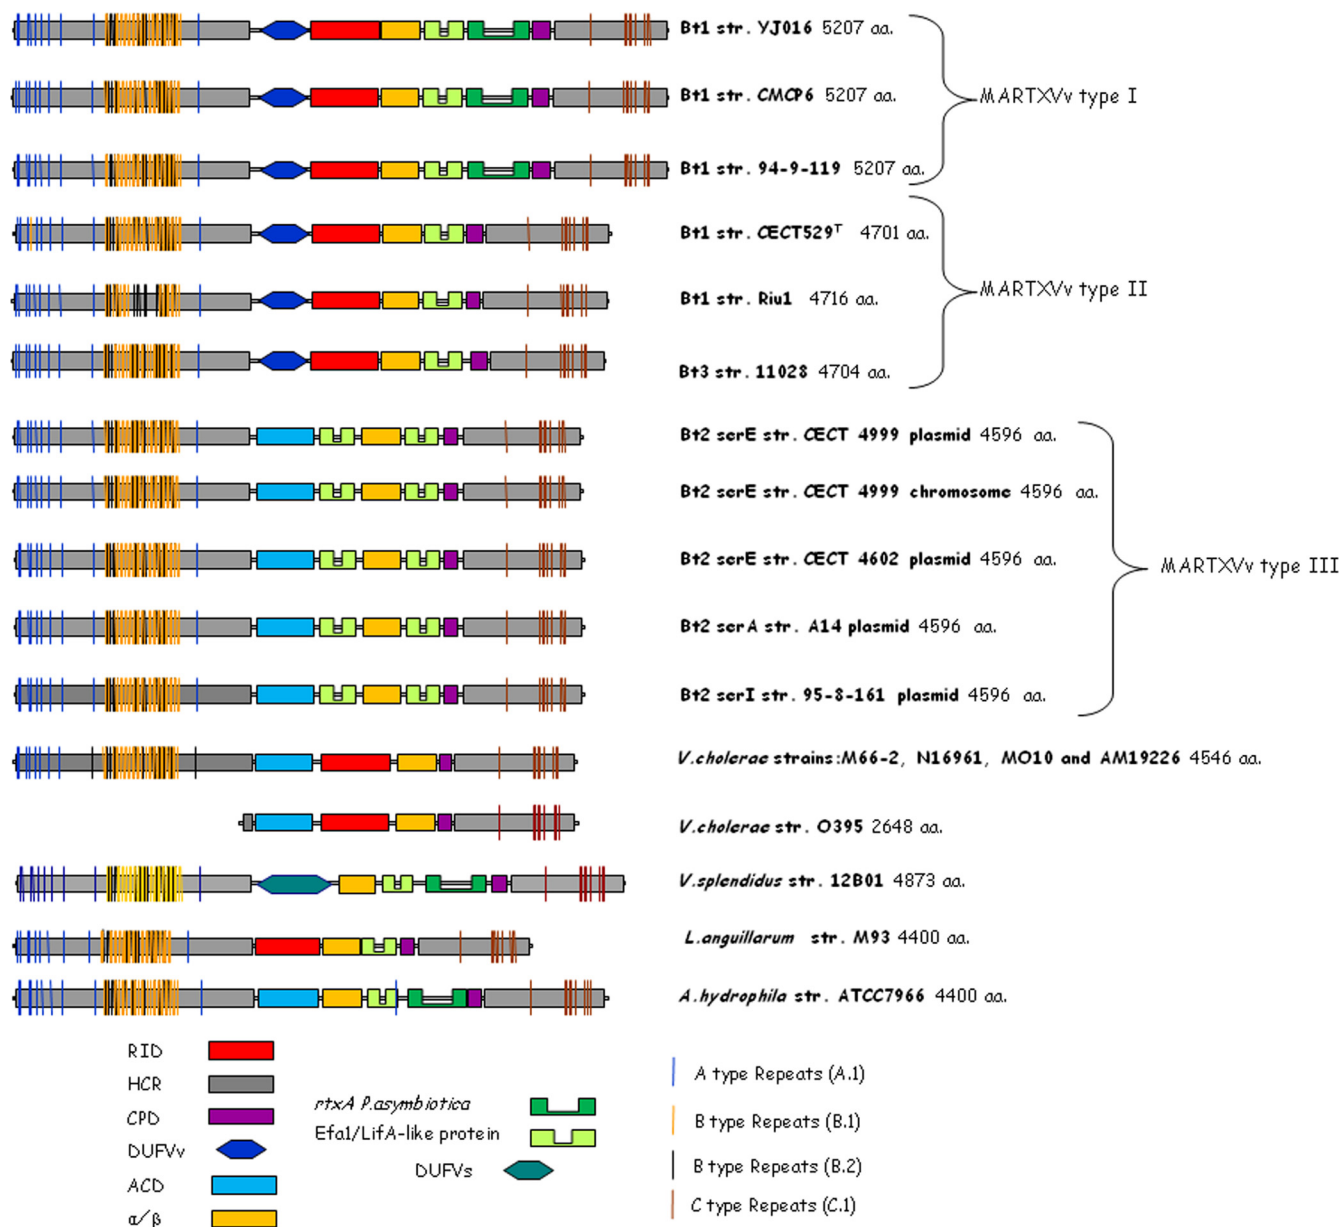 Bt1 str. YJ016 5207 aa.
Bt1 str. CMCP6 5207 aa.
MARTXVv type I
Bt1 str. 94-9-119 5207 aa.
Bt1 str. CECT529ᵀ 4701 aa.
Bt1 str. Riu1 4716 aa.
MARTXVv type II
Bt3 str. 11028 4704 aa.
Bt2 serE str. CECT 4999 plasmid 4596 aa.
Bt2 serE str. CECT 4999 chromosome 4596 aa.
Bt2 serE str. CECT 4602 plasmid 4596 aa.
MARTXVv type III
Bt2 serA str. A14 plasmid 4596 aa.
Bt2 serI str. 95-8-161 plasmid 4596 aa.
V.cholerae strains:M66-2, N16961, MO10 and AM19226 4546 aa.
V.cholerae str. O395 2648 aa.
V.splendidus str. 12B01 4873 aa.
L.anguillarum str. M93 4400 aa.
A.hydrophila str. ATCC7966 4400 aa.
RID
HCR
CPD
DUFVv
ACD
α/β
rtxA P.asymbiotica
Efa1/LifA-like protein
DUFVs
A type Repeats (A.1)
B type Repeats (B.1)
B type Repeats (B.2)
C type Repeats (C.1)